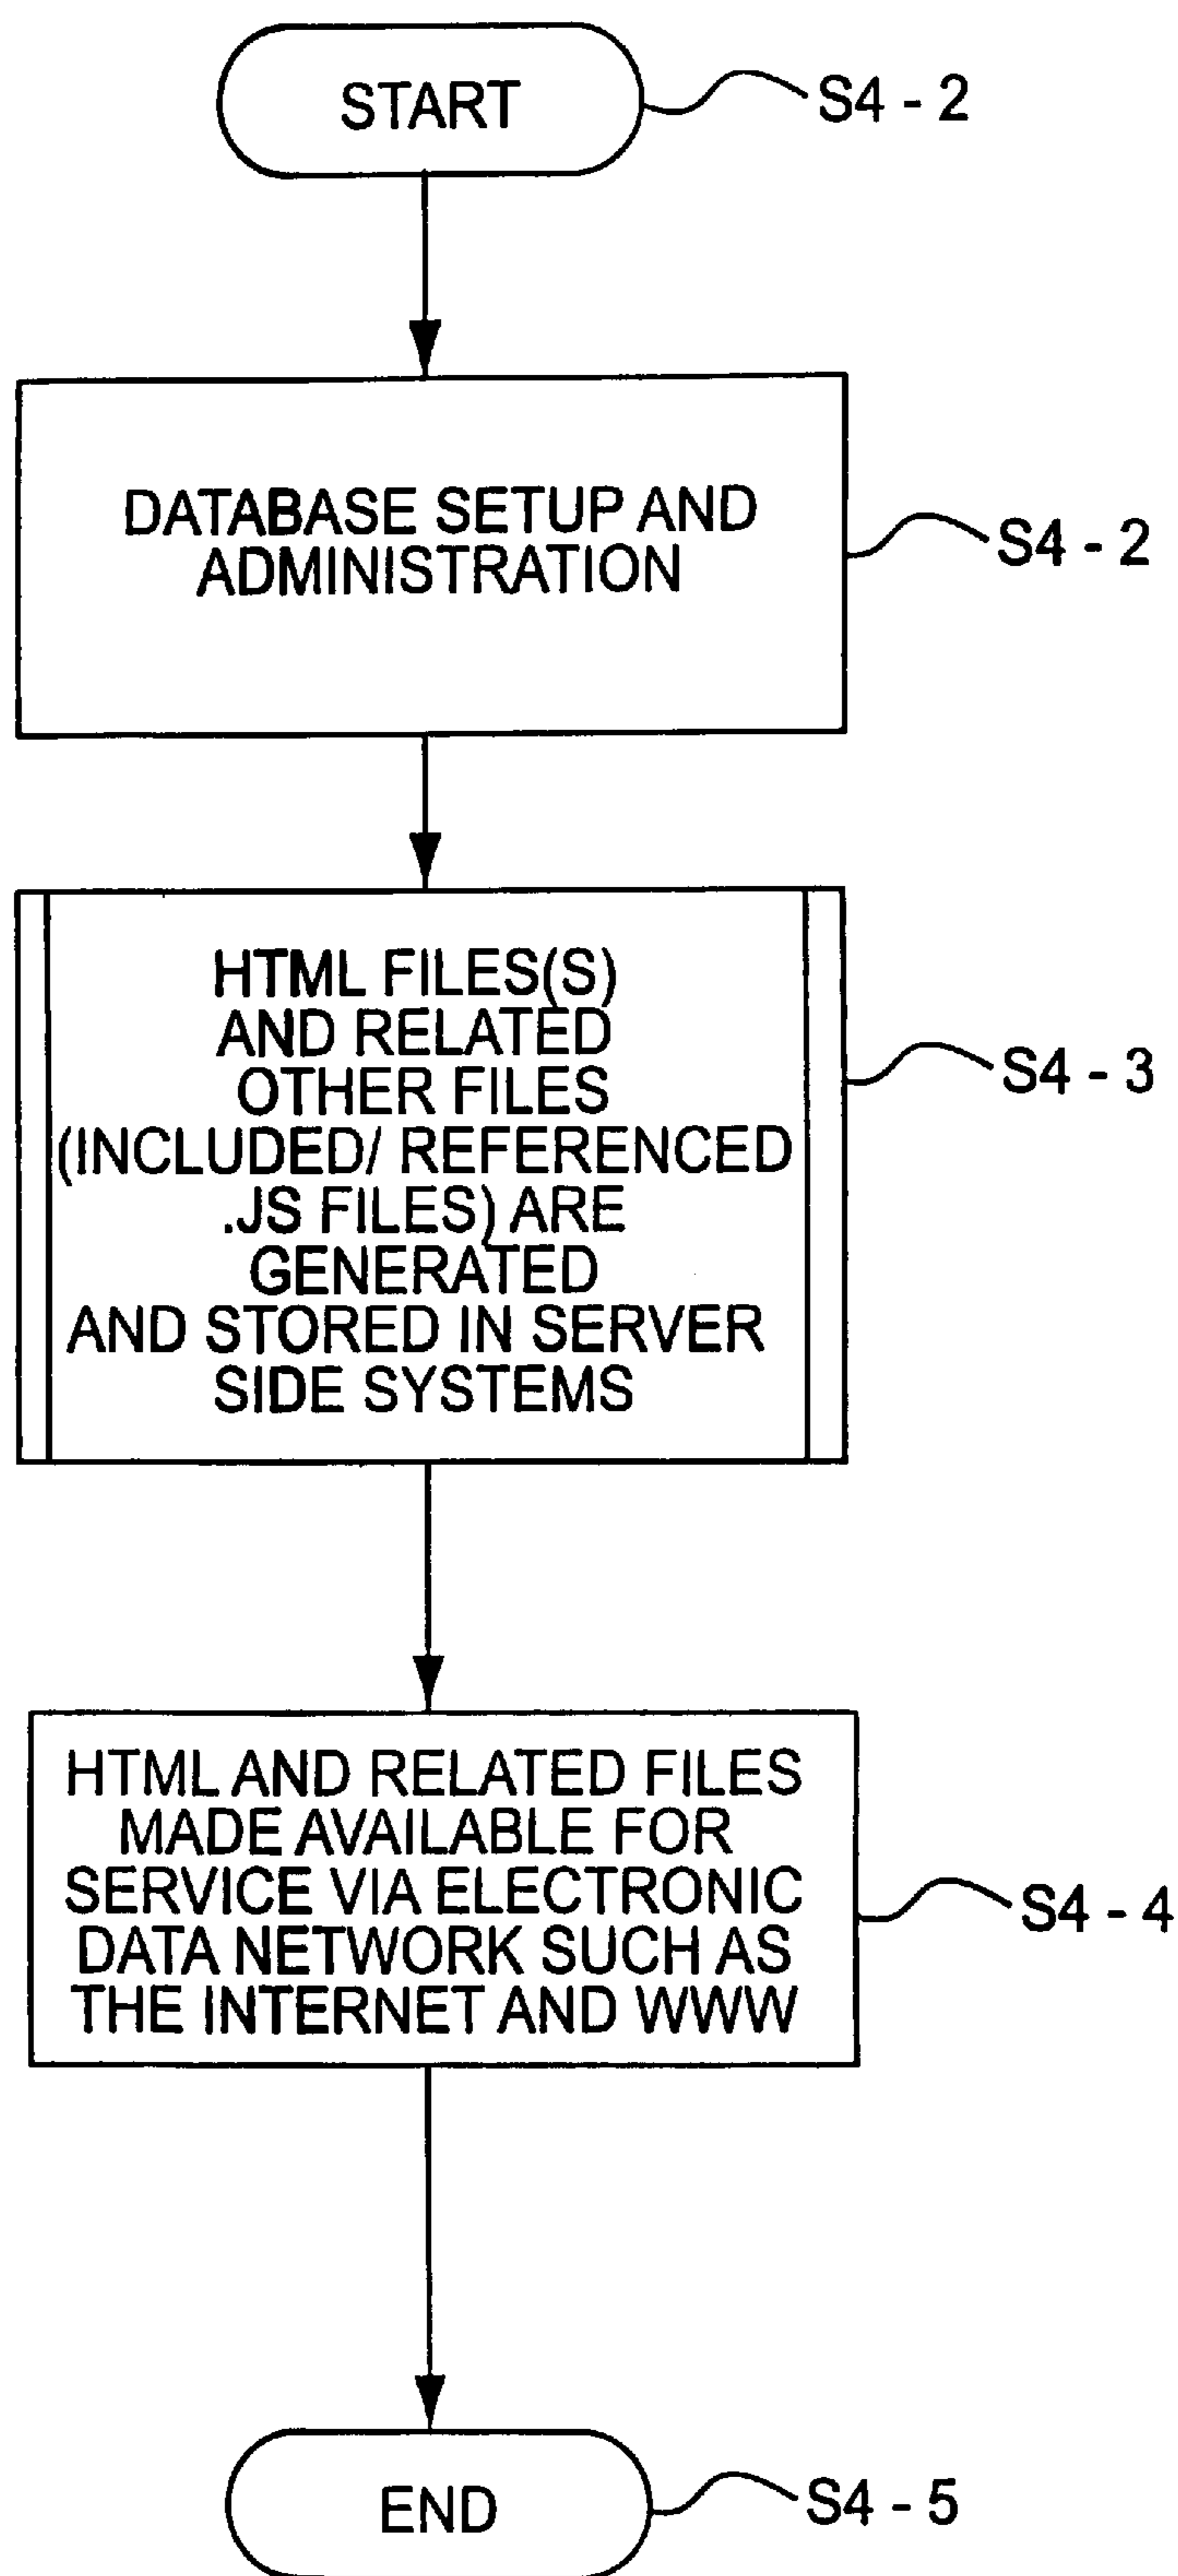 START
S4 - 2
DATABASE SETUP AND
ADMINISTRATION
S4 - 2
HTML FILES(S)
AND RELATED
OTHER FILES
(INCLUDED/ REFERENCED
.JS FILES) ARE
GENERATED
AND STORED IN SERVER
SIDE SYSTEMS
S4 - 3
HTML AND RELATED FILES
MADE AVAILABLE FOR
SERVICE VIA ELECTRONIC
DATA NETWORK SUCH AS
THE INTERNET AND WWW
S4 - 4
END
S4 - 5